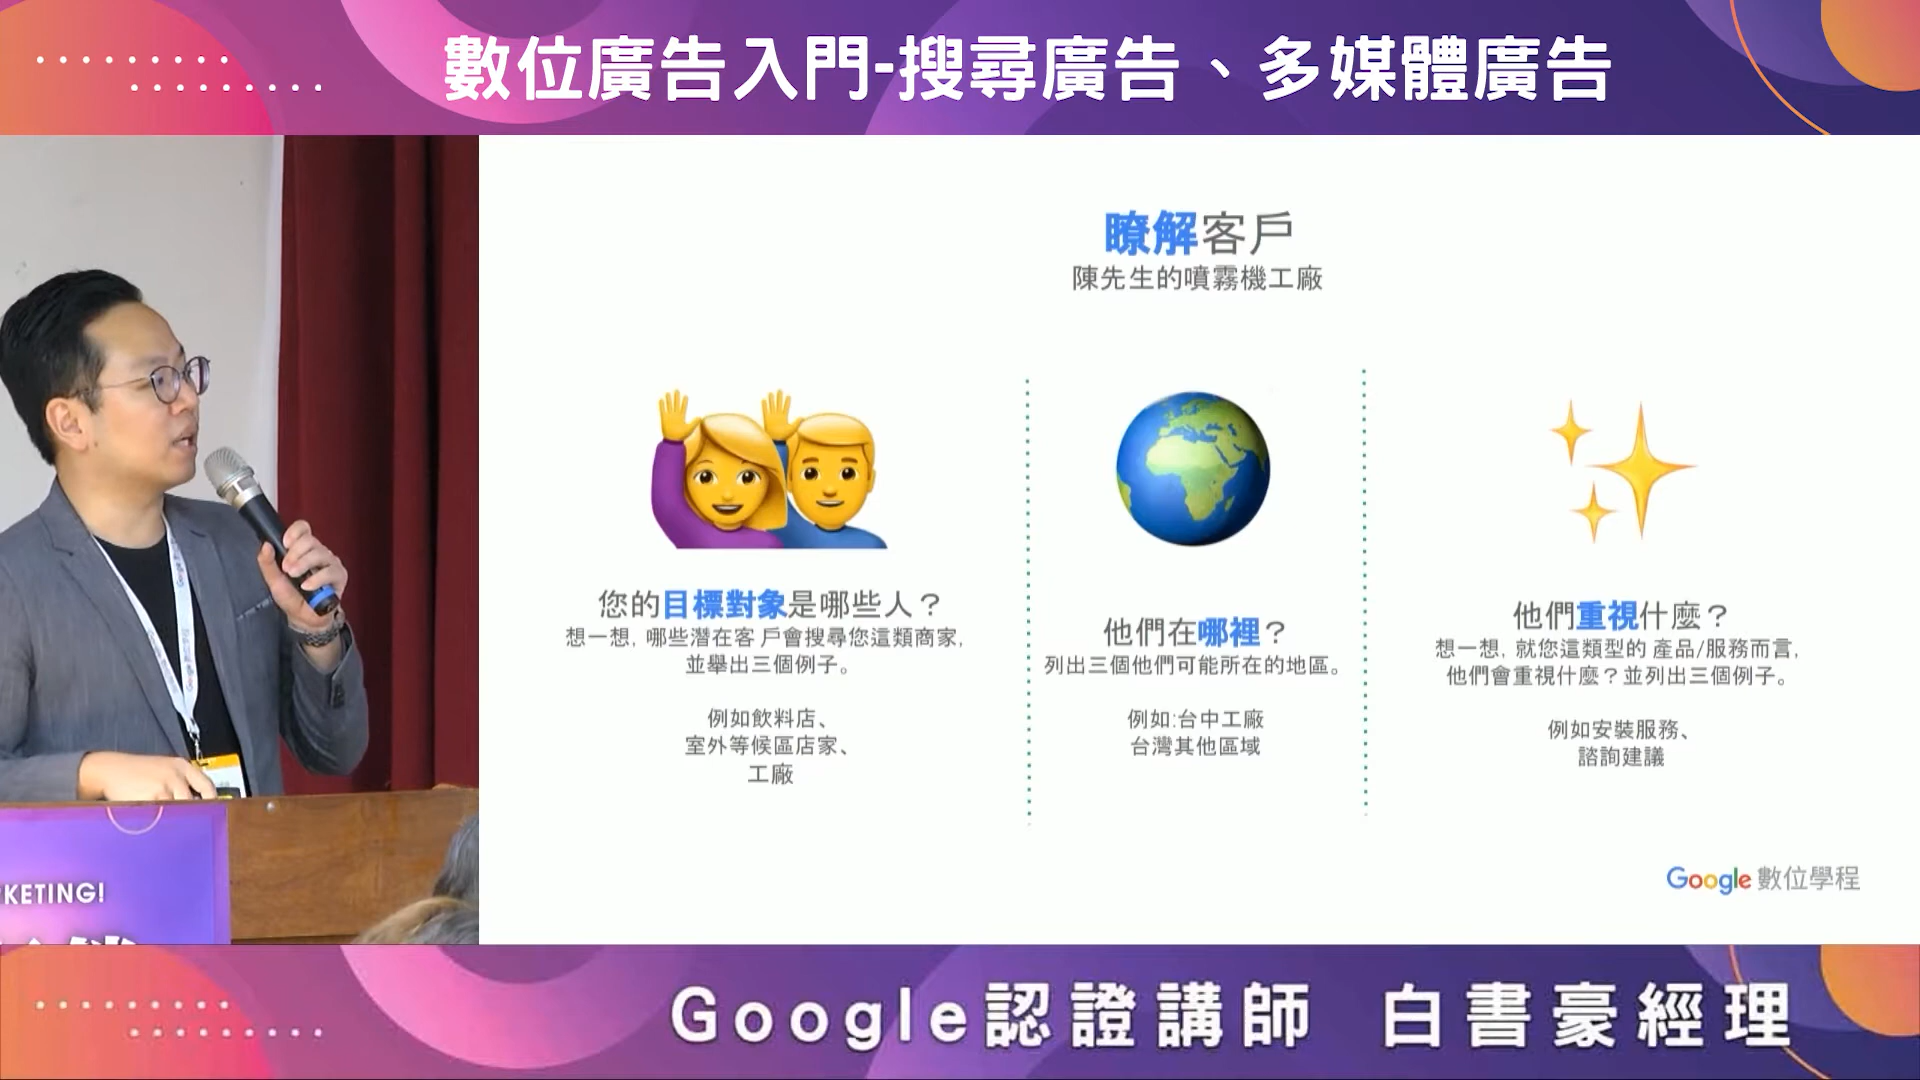 數位廣告入門-搜尋廣告、多媒體廣告
瞭解客戶
陳先生的噴霧機工廠
您的目標對象是哪些人？
想一想, 哪些潛在客 戶會搜尋您這類商家,
並舉出三個例子。
例如飲料店、
室外等候區店家、
工廠
他們在哪裡？
列出三個他們可能所在的地區。
例如:台中工廠
台灣其他區域
他們重視什麼？
想一想, 就您這類型的 產品/服務而言,
他們會重視什麼？並列出三個例子。
例如安裝服務、
諮詢建議
Google 數位學程
KETING!
Google認證講師 白書豪經理